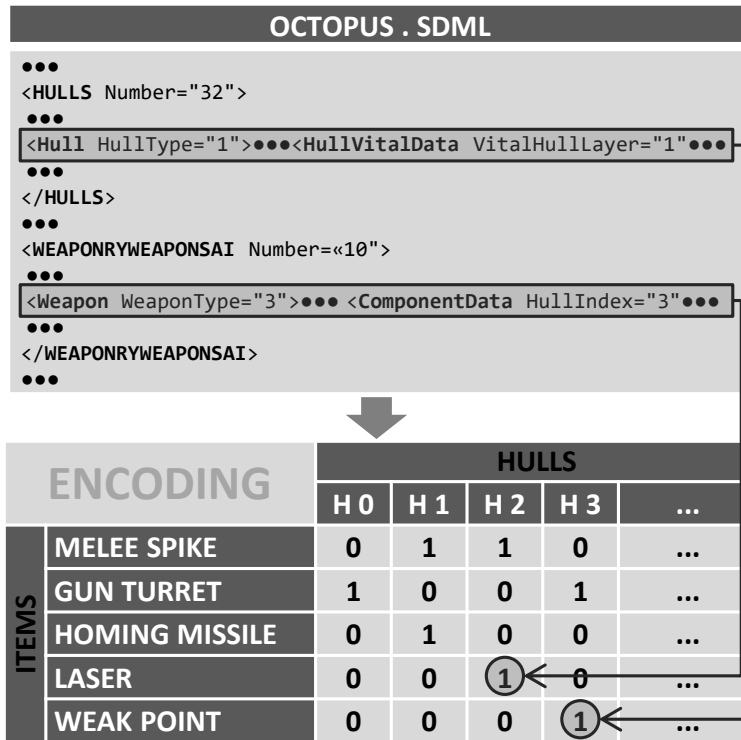 OCTOPUS . SDML
●●●
<HULLS Number="32">
●●●
<Hull HullType="1">●●●<HullVitalData VitalHullLayer="1"●●●
●●●
</HULLS>
●●●
<WEAPONRYWEAPONSAI Number=«10">
●●●
<Weapon WeaponType="3">●●● <ComponentData HullIndex="3"●●●
●●●
</WEAPONRYWEAPONSAI>
●●●
ENCODING
HULLS
H 0 H 1 H 2 H 3 ...
ITEMS
MELEE SPIKE 0 1 1 0 ...
GUN TURRET 1 0 0 1 ...
HOMING MISSILE 0 1 0 0 ...
LASER 0 0 1 0 ...
WEAK POINT 0 0 0 1 ...